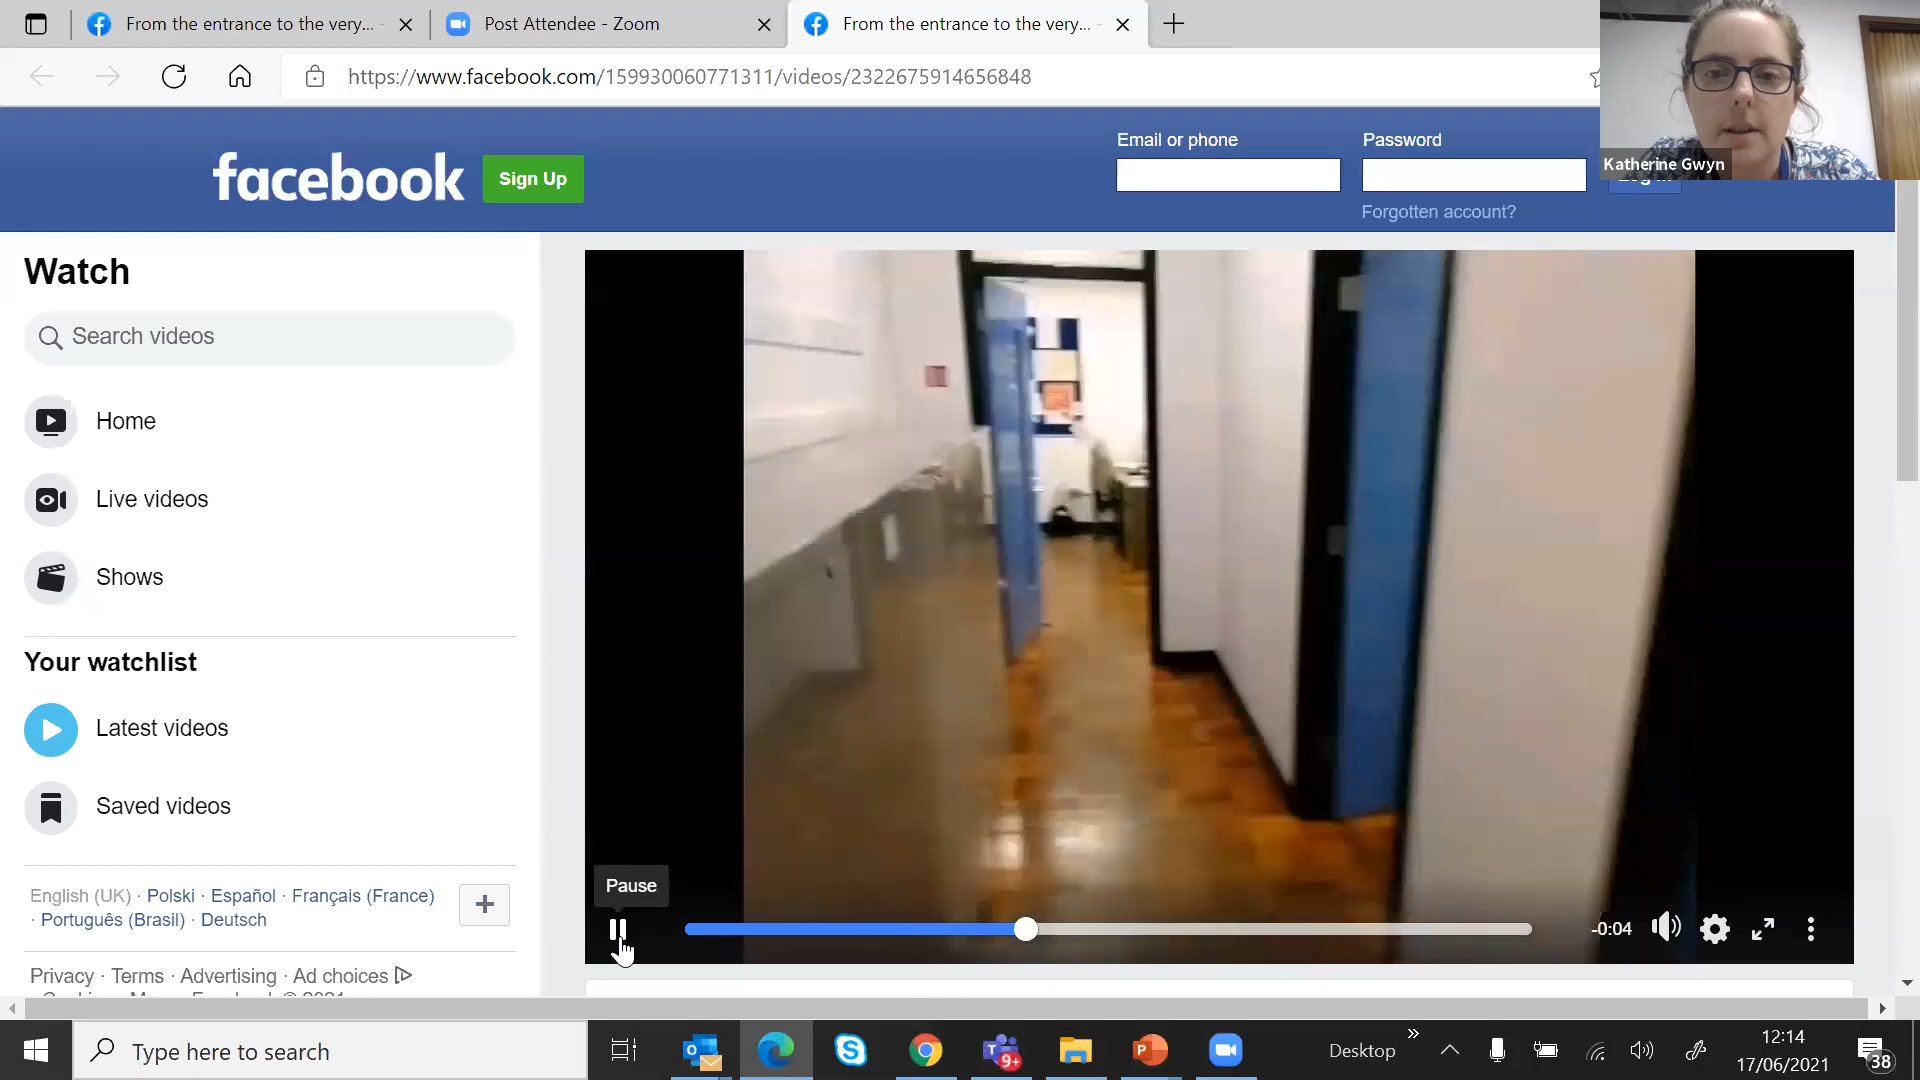 From the entrance to the very... -
Post Attendee - Zoom
From the entrance to the very... -
https://www.facebook.com/159930060771311/videos/2322675914656848
Katherine Gwyn
facebook
Sign Up
Email or phone
Password
Forgotten account?
Watch
Search videos
Home
Live videos
Shows
Your watchlist
Latest videos
Saved videos
English (UK) · Polski · Español · Français (France)
· Português (Brasil) · Deutsch
Privacy · Terms · Advertising · Ad choices
Pause
-0:04
Type here to search
9+
Desktop
12:14
17/06/2021
38